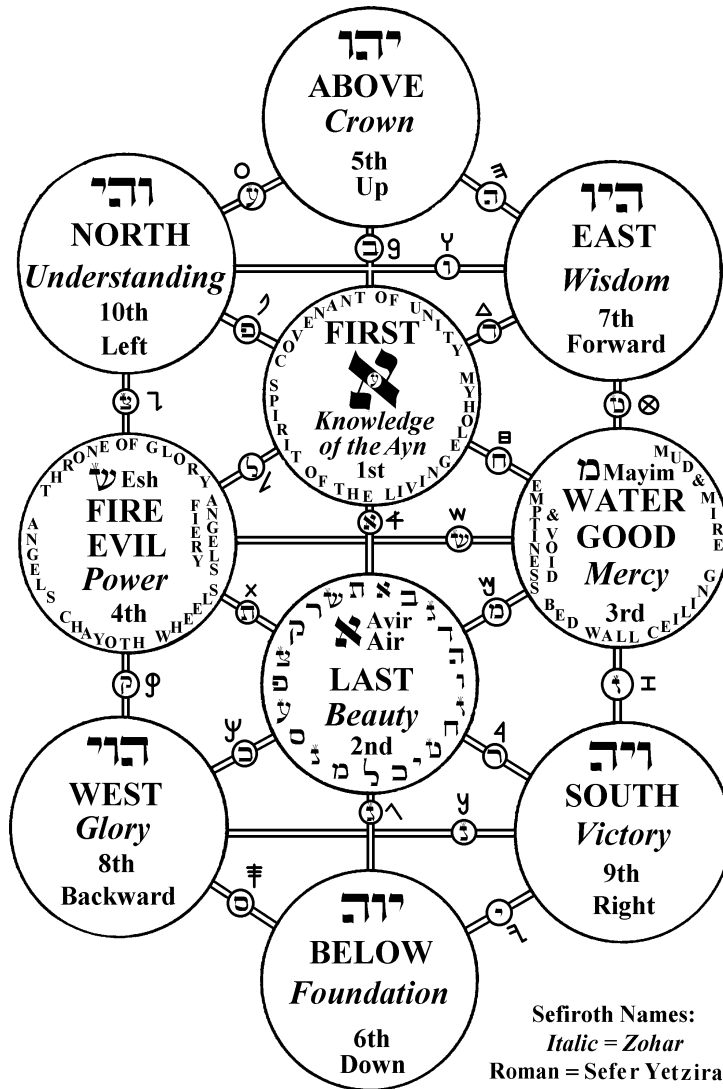 יהו
ABOVE
Crown
5th
Up
ע
ה
והי
NORTH
Understanding
10th
Left
ב
ו
היו
EAST
Wisdom
7th
Forward
פ
ד
COVENANT OF UNITY
FIRST
א
ע
Knowledge
of the Ayn
1st
SPIRIT OF THE LIVING ELOHYM
צ
ט
ל
ח
THRONE OF GLORY
ש Esh
FIRE
EVIL
Power
4th
FIERY
ANGELS
ANGELS CHAYOTH WHEELS
א
ש
MUD & MIRE
מ Mayim
WATER
GOOD
Mercy
3rd
EMPTINESS
& VOID
BED WALL CEILING
ת
מ
א ב ג ד ה ו ז ח ט י כ ל מ נ ס ע פ צ ק ר ש ת
א Avir
Air
LAST
Beauty
2nd
ק
ז
כ
ר
הוי
WEST
Glory
8th
Backward
ג
נ
ויה
SOUTH
Victory
9th
Right
ס
י
יוה
BELOW
Foundation
6th
Down
Sefiroth Names:
Italic = Zohar
Roman = Sefer Yetzira